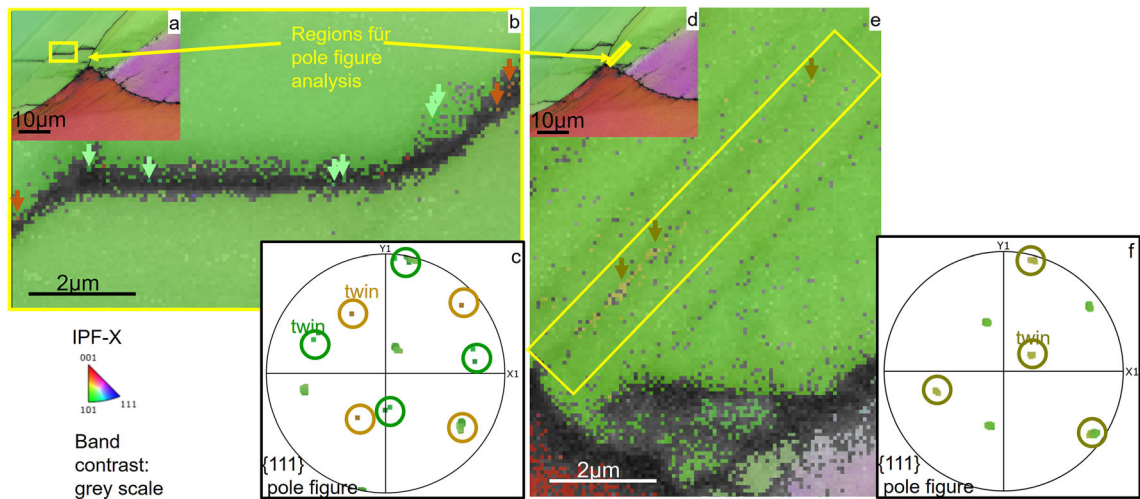 a
10µm
b
Regions für
pole figure
analysis
2µm
d
10µm
e
2µm
c
Y1
X1
twin
twin
{111}
pole figure
f
Y1
X1
twin
{111}
pole figure
IPF-X
001
101
111
Band
contrast:
grey scale